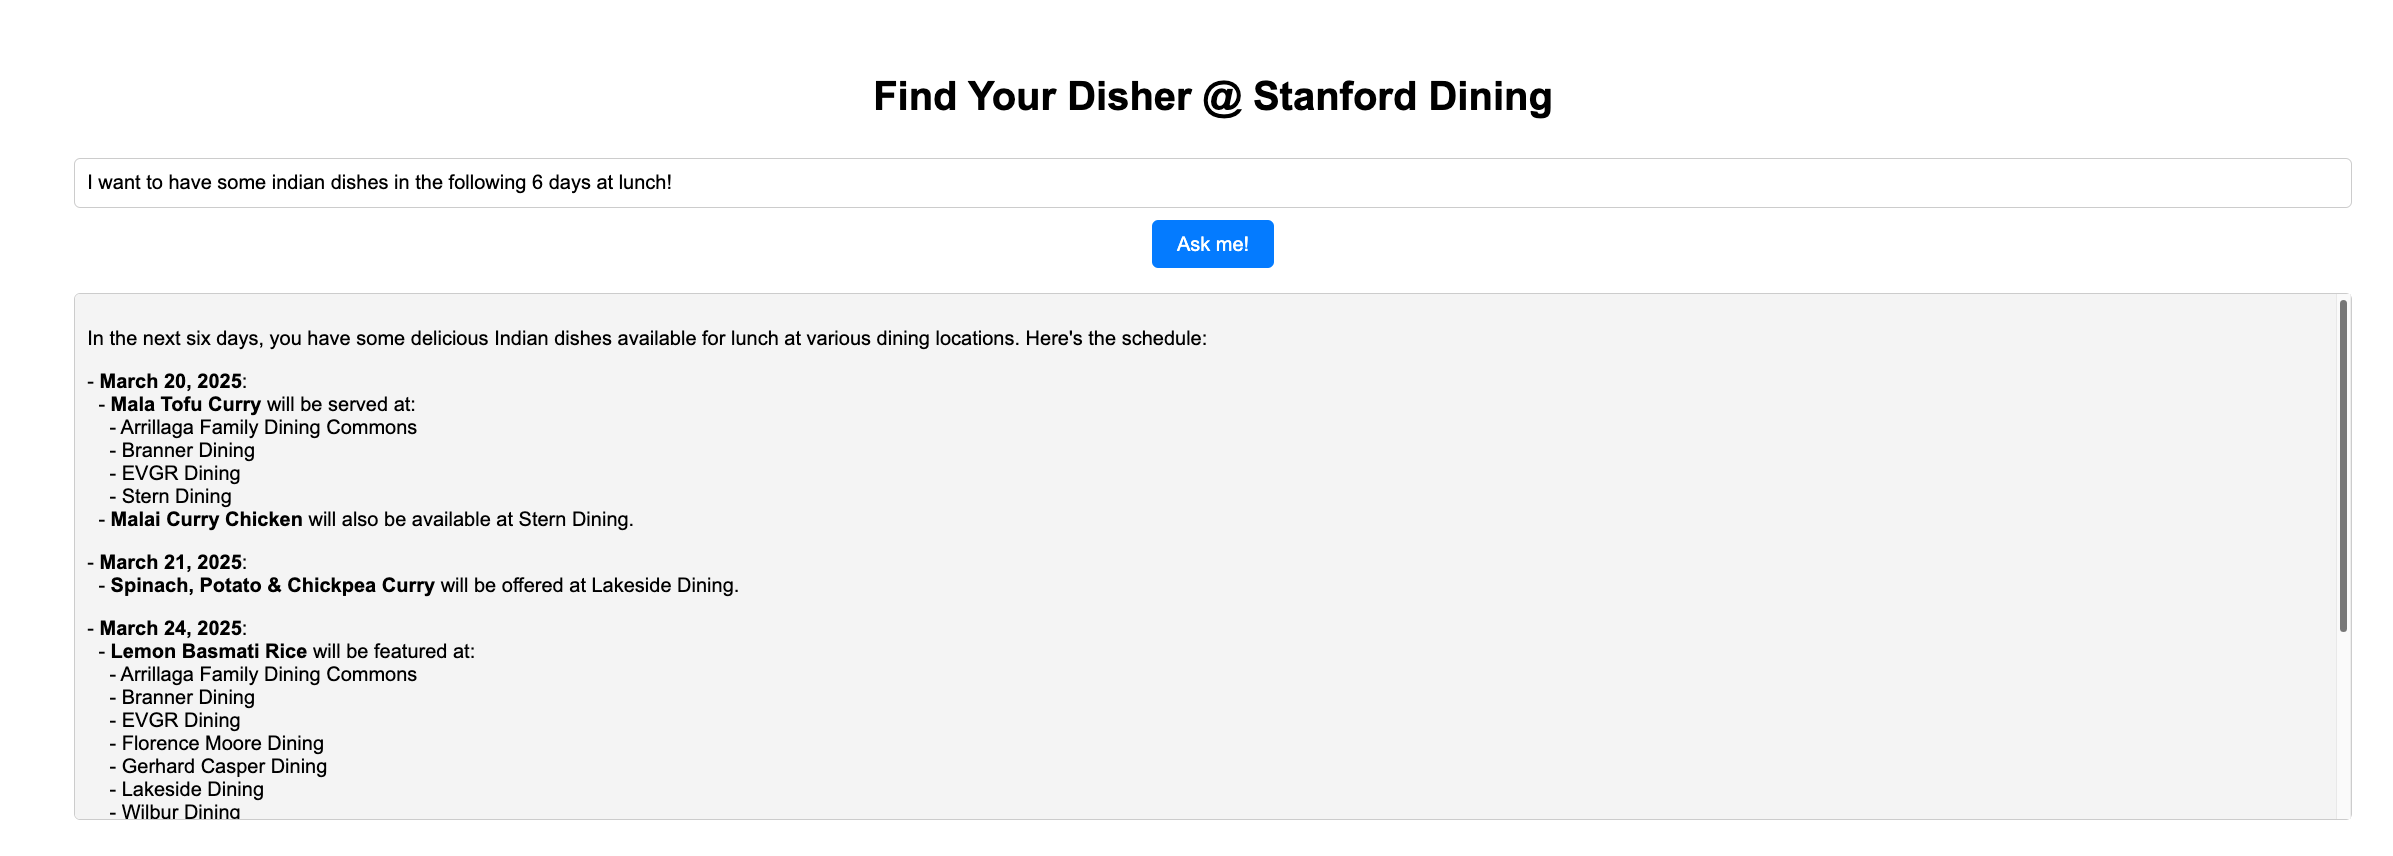 Find Your Disher @ Stanford Dining
I want to have some indian dishes in the following 6 days at lunch!
Ask me!
In the next six days, you have some delicious Indian dishes available for lunch at various dining locations. Here's the schedule:
- March 20, 2025:
- Mala Tofu Curry will be served at:
- Arrillaga Family Dining Commons
- Branner Dining
- EVGR Dining
- Stern Dining
- Malai Curry Chicken will also be available at Stern Dining.
- March 21, 2025:
- Spinach, Potato & Chickpea Curry will be offered at Lakeside Dining.
- March 24, 2025:
- Lemon Basmati Rice will be featured at:
- Arrillaga Family Dining Commons
- Branner Dining
- EVGR Dining
- Florence Moore Dining
- Gerhard Casper Dining
- Lakeside Dining
- Wilbur Dining